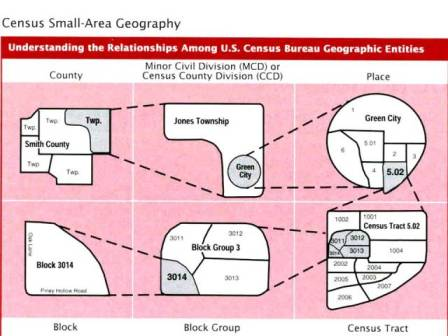 Census Small-Area Geography
Understanding the Relationships Among U.S. Census Bureau Geographic Entities
County
Minor Civil Division (MCD) or
Census County Division (CCD)
Place
Twp.
Twp.
Twp.
Smith County
Twp.
Twp.
Jones Township
Green
City
1
Green City
6
5.01
2
3
4
5.02
Oak Lane
Block 3014
Piney Hollow Road
3011
3012
Block Group 3
3014
3013
1002
1001
Census Tract 5.02
3011
3012
3013
1004
2002
2004
2005
2003
2007
2006
Block
Block Group
Census Tract